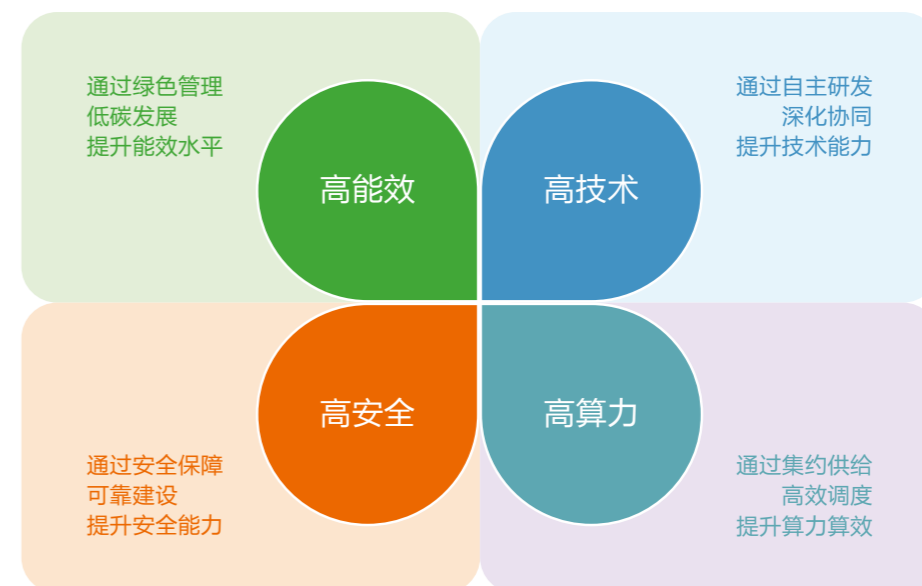 通过绿色管理
低碳发展
提升能效水平
高能效
高技术
通过自主研发
深化协同
提升技术能力
高安全
通过安全保障
可靠建设
提升安全能力
高算力
通过集约供给
高效调度
提升算力算效